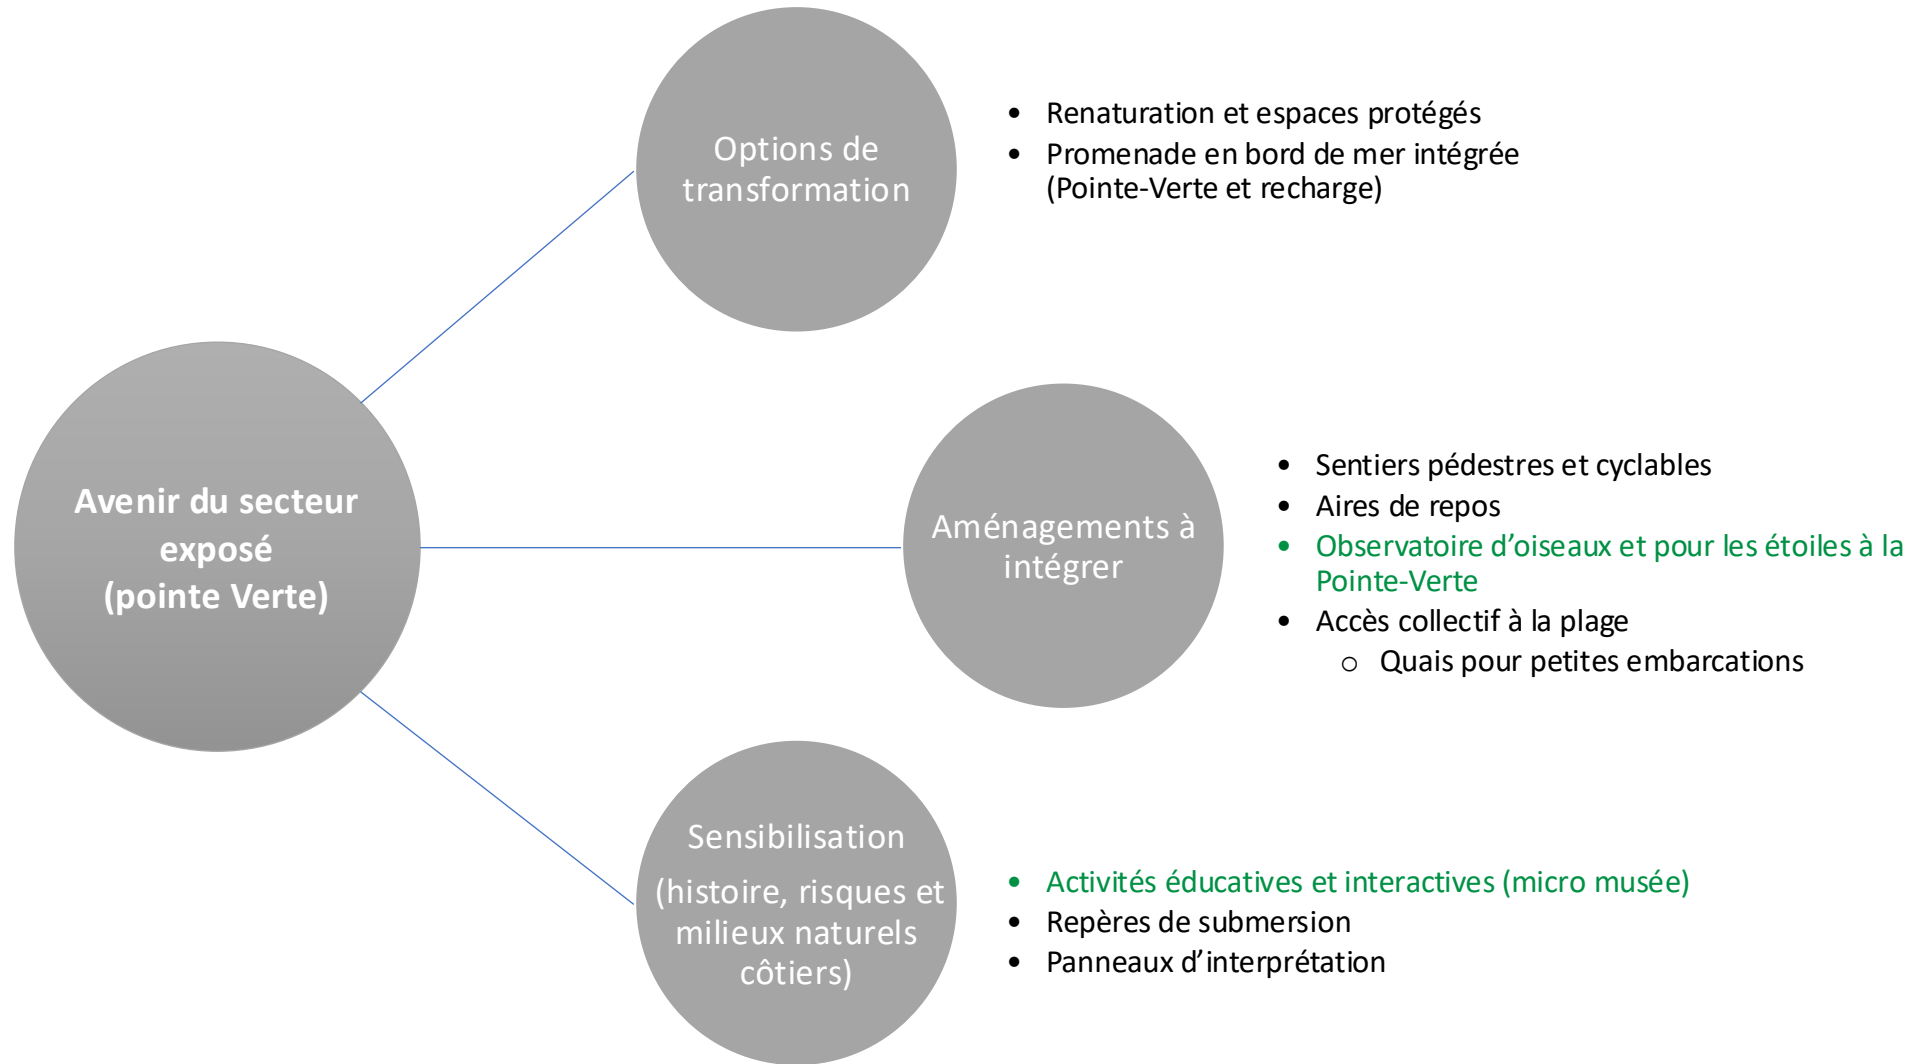 Options de
transformation
• Renaturation et espaces protégés
• Promenade en bord de mer intégrée
(Pointe-Verte et recharge)
Avenir du secteur
exposé
(pointe Verte)
Aménagements à
intégrer
• Sentiers pédestres et cyclables
• Aires de repos
• Observatoire d’oiseaux et pour les étoiles à la
Pointe-Verte
• Accès collectif à la plage
o Quais pour petites embarcations
Sensibilisation
(histoire, risques et
milieux naturels
côtiers)
• Activités éducatives et interactives (micro musée)
• Repères de submersion
• Panneaux d’interprétation